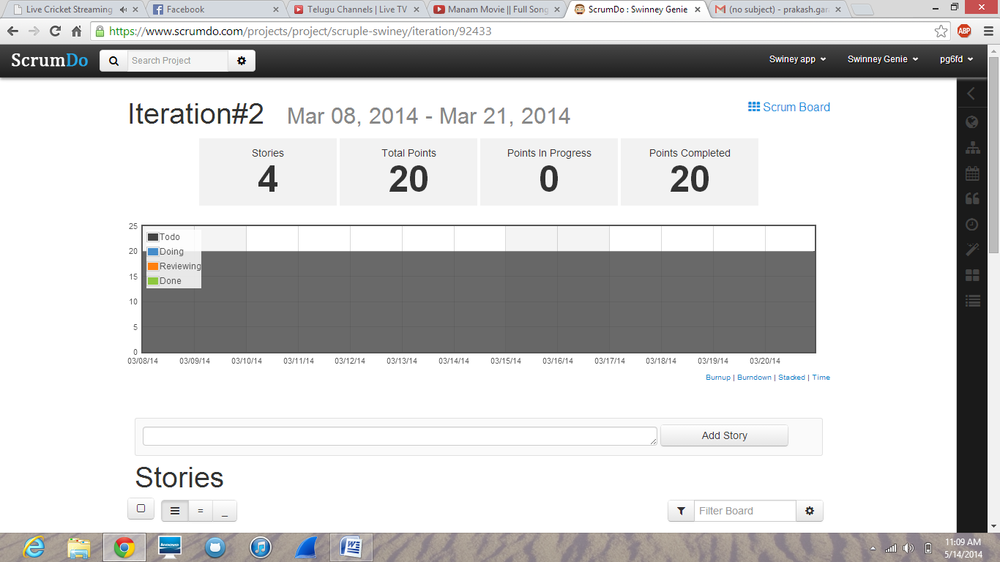 Live Cricket Streaming
Facebook
Telugu Channels | Live TV
Manam Movie || Full Song
ScrumDo : Swinney Genie
(no subject) - prakash.gar
https://www.scrumdo.com/projects/project/scruple-swiney/iteration/92433
ABP
ScrumDo
Search Project
Swiney app
Swinney Genie
pg6fd
Iteration#2 Mar 08, 2014 - Mar 21, 2014
Scrum Board
Stories
4
Total Points
20
Points In Progress
0
Points Completed
20
25
20
15
10
5
0
Todo
Doing
Reviewing
Done
03/08/14 03/09/14 03/10/14 03/11/14 03/12/14 03/13/14 03/14/14 03/15/14 03/16/14 03/17/14 03/18/14 03/19/14 03/20/14
Burnup | Burndown | Stacked | Time
Add Story
Stories
= _
Filter Board
lenovo
11:09 AM
5/14/2014